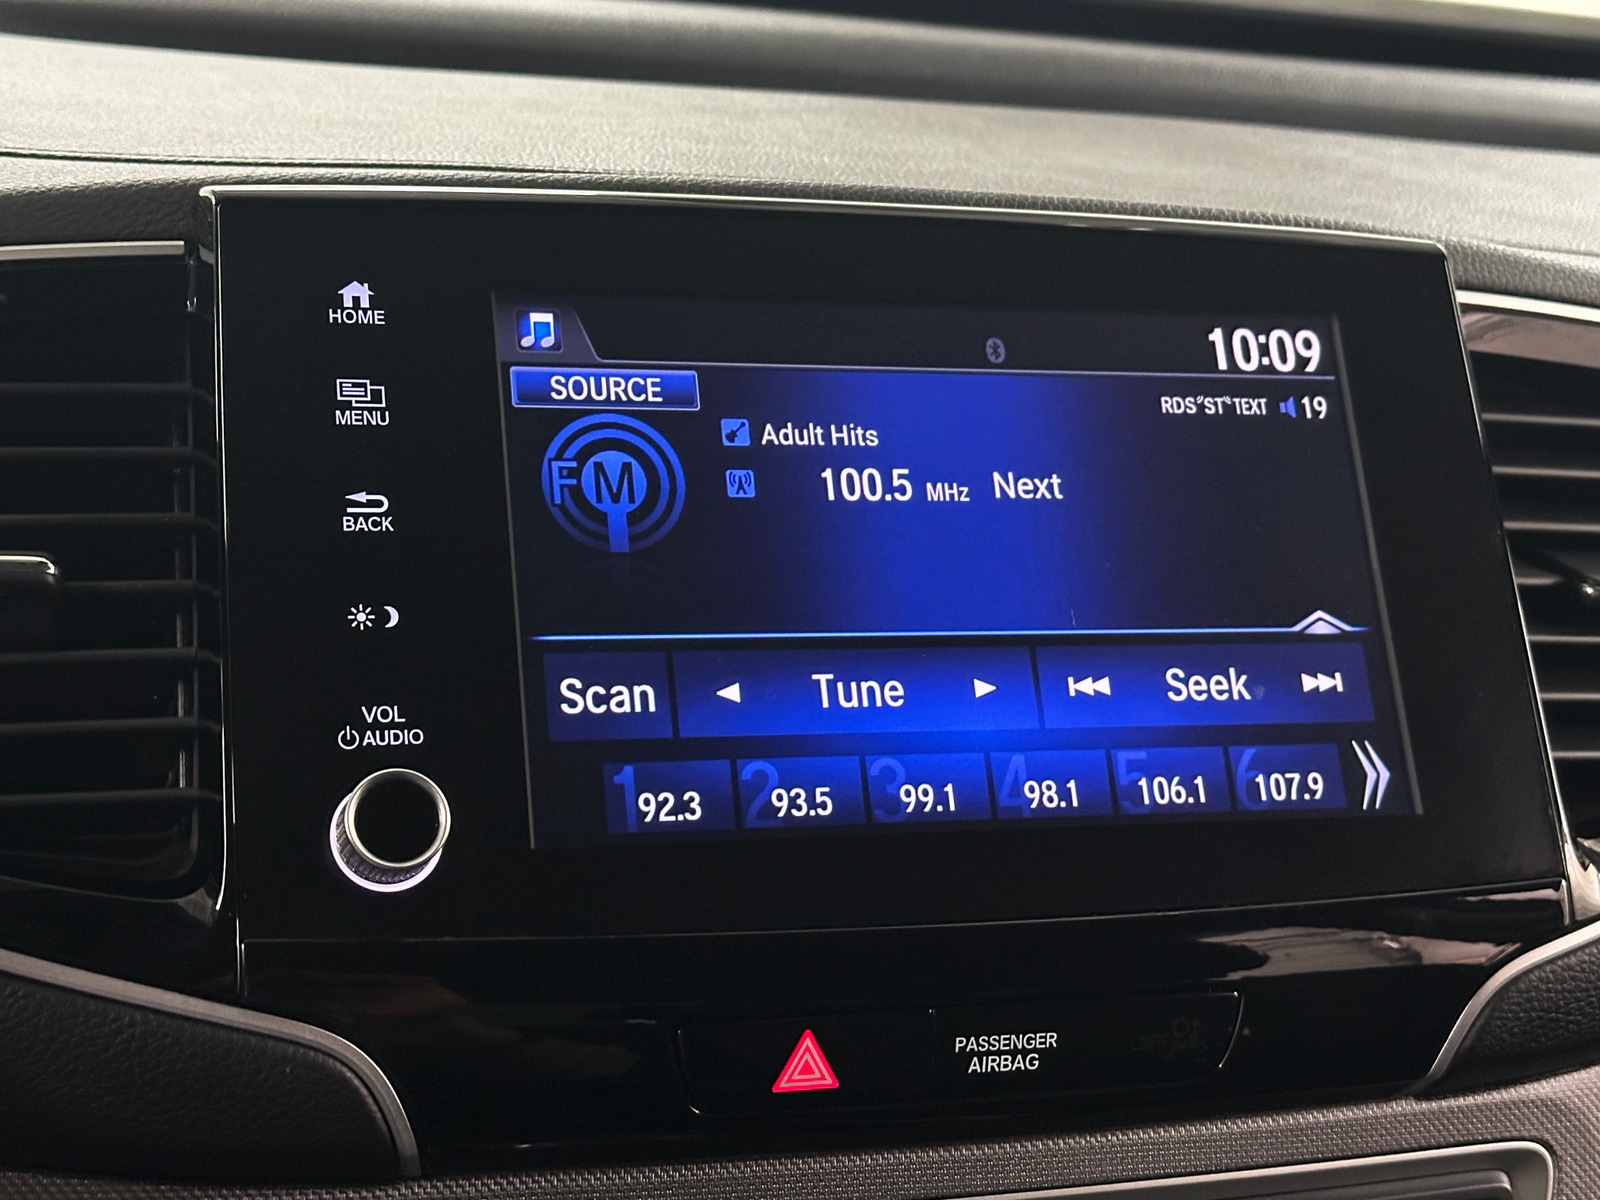 HOME
MENU
BACK
VOL
AUDIO
10:09
SOURCE
RDS "ST" TEXT 19
FM
Adult Hits
100.5 MHz Next
Scan Tune Seek
1 92.3 2 93.5 3 99.1 4 98.1 5 106.1 6 107.9
PASSENGER
AIRBAG